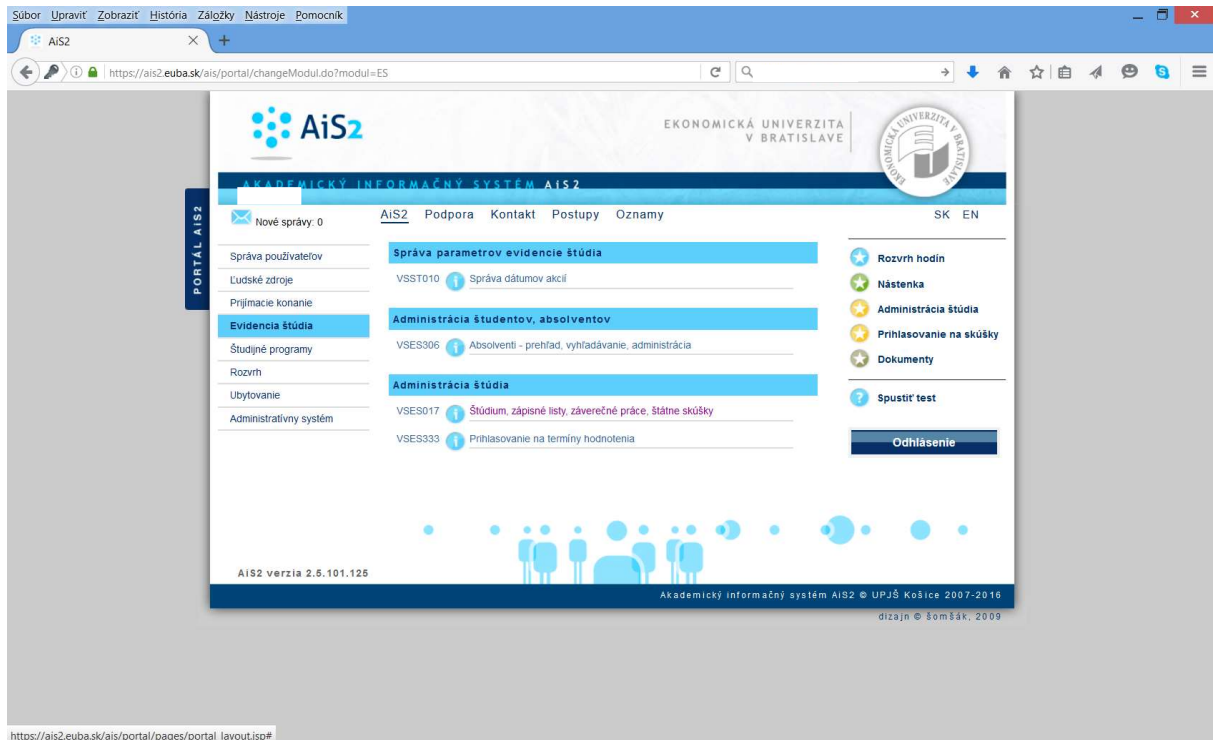 Súbor Upraviť Zobraziť História Záložky Nástroje Pomocník
AiS2
https://ais2.euba.sk/ais/portal/changeModul.do?modul=ES
AiS2
EKONOMICKÁ UNIVERZITA
V BRATISLAVE
EKONOMICKÁ UNIVERZITA V BRATISLAVE
AKADEMICKÝ INFORMAČNÝ SYSTÉM AiS2
PORTÁL AIS2
Nové správy: 0
AiS2 Podpora Kontakt Postupy Oznamy
SK EN
Správa používateľov
Ľudské zdroje
Prijímacie konanie
Evidencia štúdia
Študijné programy
Rozvrh
Ubytovanie
Administratívny systém
Správa parametrov evidencie štúdia
VSST010 Správa dátumov akcií
Administrácia študentov, absolventov
VSES306 Absolventi - prehľad, vyhľadávanie, administrácia
Administrácia štúdia
VSES017 Štúdium, zápisné listy, záverečné práce, štátne skúšky
VSES333 Prihlasovanie na termíny hodnotenia
Rozvrh hodín
Nástenka
Administrácia štúdia
Prihlasovanie na skúšky
Dokumenty
Spustiť test
Odhlásenie
AiS2 verzia 2.5.101.125
Akademický informačný systém AiS2 © UPJŠ Košice 2007-2016
dizajn © šomšák, 2009
https://ais2.euba.sk/ais/portal/pages/portal_layout.jsp#